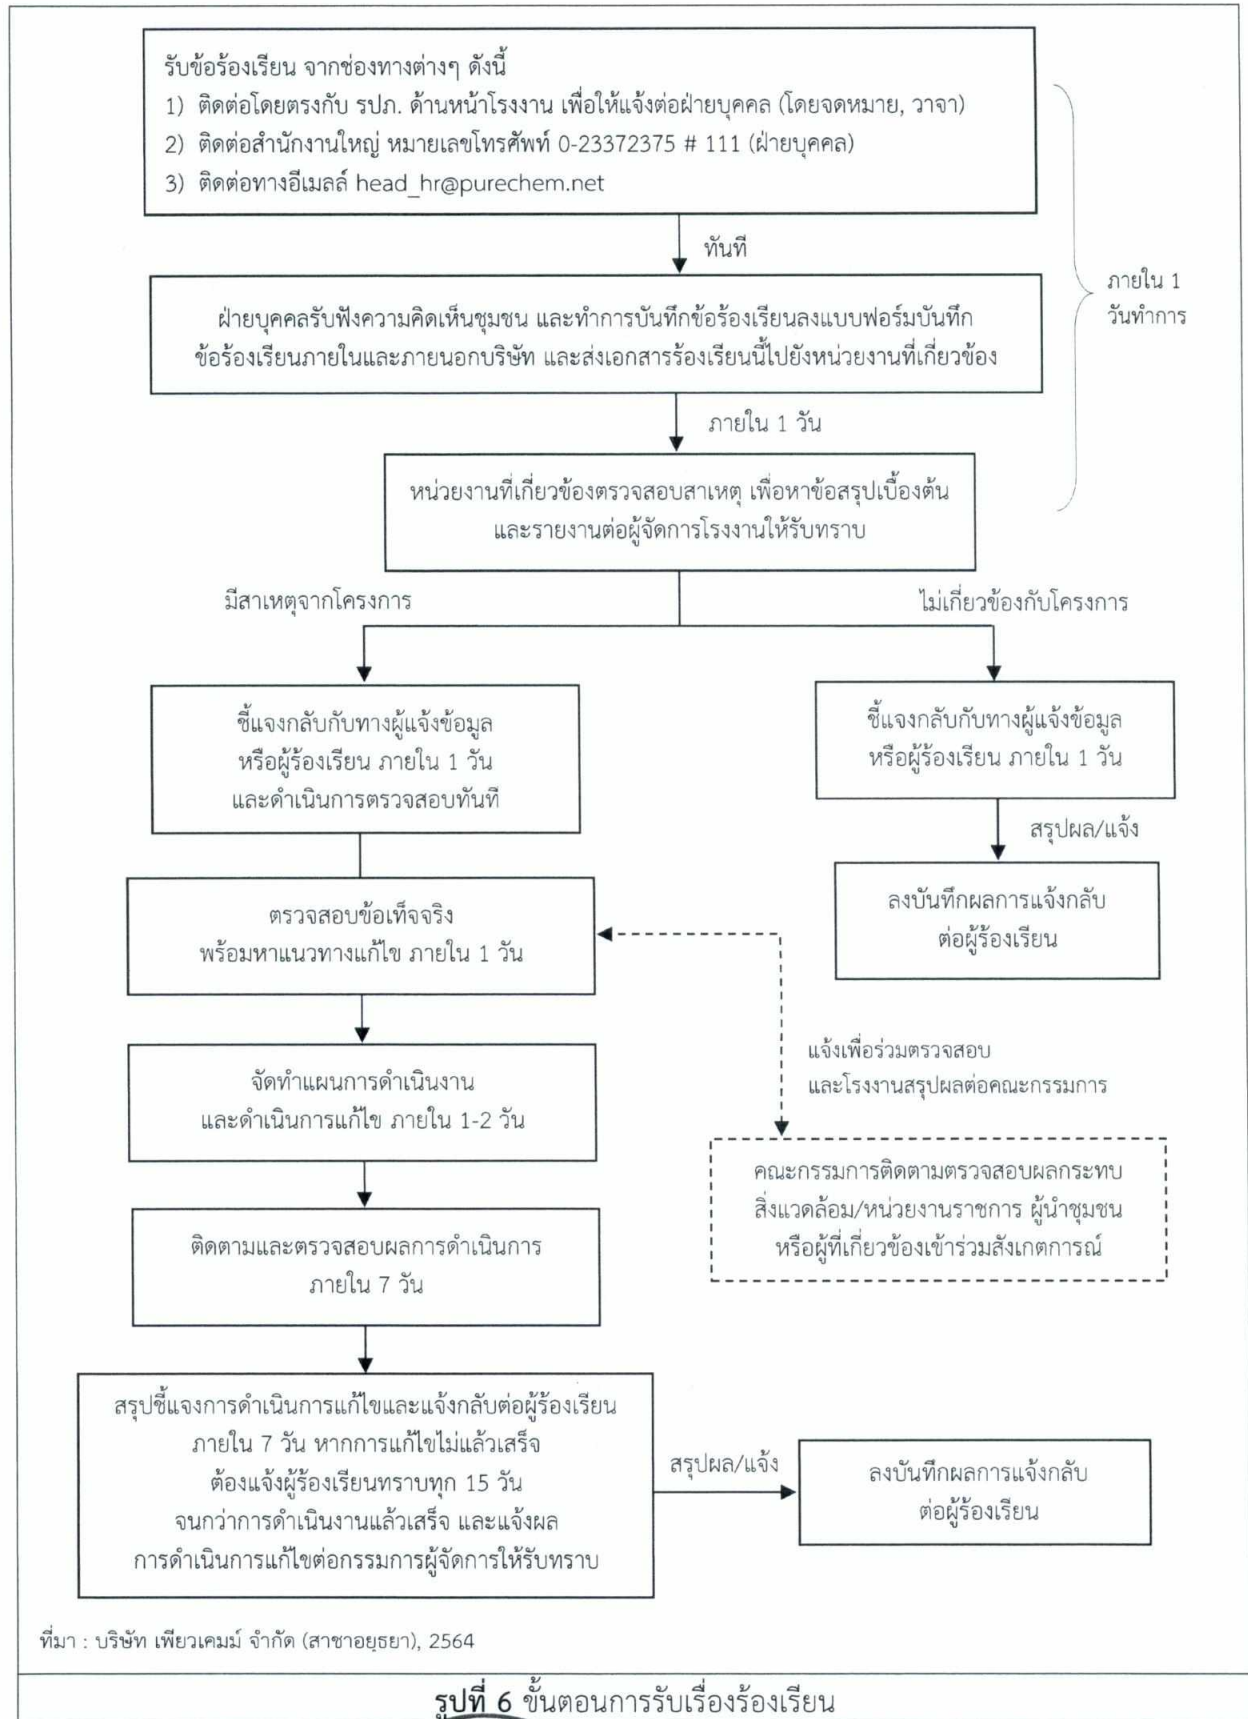 รับข้อร้องเรียน จากช่องทางต่างๆ ดังนี้
1) ติดต่อโดยตรงกับ รปภ. ด้านหน้าโรงงาน เพื่อให้แจ้งต่อฝ่ายบุคคล (โดยจดหมาย, วาจา)
2) ติดต่อสำนักงานใหญ่ หมายเลขโทรศัพท์ 0-23372375 # 111 (ฝ่ายบุคคล)
3) ติดต่อทางอีเมลล์ head_hr@purechem.net
ทันที
ภายใน 1
วันทำการ
ฝ่ายบุคคลรับฟังความคิดเห็นชุมชน และทำการบันทึกข้อร้องเรียนลงแบบฟอร์มบันทึก
ข้อร้องเรียนภายในและภายนอกบริษัท และส่งเอกสารร้องเรียนนี้ไปยังหน่วยงานที่เกี่ยวข้อง
ภายใน 1 วัน
หน่วยงานที่เกี่ยวข้องตรวจสอบสาเหตุ เพื่อหาข้อสรุปเบื้องต้น
และรายงานต่อผู้จัดการโรงงานให้รับทราบ
มีสาเหตุจากโครงการ
ไม่เกี่ยวข้องกับโครงการ
ชี้แจงกลับกับทางผู้แจ้งข้อมูล
หรือผู้ร้องเรียน ภายใน 1 วัน
และดำเนินการตรวจสอบทันที
ชี้แจงกลับกับทางผู้แจ้งข้อมูล
หรือผู้ร้องเรียน ภายใน 1 วัน
สรุปผล/แจ้ง
ลงบันทึกผลการแจ้งกลับ
ต่อผู้ร้องเรียน
ตรวจสอบข้อเท็จจริง
พร้อมหาแนวทางแก้ไข ภายใน 1 วัน
แจ้งเพื่อร่วมตรวจสอบ
และโรงงานสรุปผลต่อคณะกรรมการ
จัดทำแผนการดำเนินงาน
และดำเนินการแก้ไข ภายใน 1-2 วัน
คณะกรรมการติดตามตรวจสอบผลกระทบ
สิ่งแวดล้อม/หน่วยงานราชการ ผู้นำชุมชน
หรือผู้ที่เกี่ยวข้องเข้าร่วมสังเกตการณ์
ติดตามและตรวจสอบผลการดำเนินการ
ภายใน 7 วัน
สรุปชี้แจงการดำเนินการแก้ไขและแจ้งกลับต่อผู้ร้องเรียน
ภายใน 7 วัน หากการแก้ไขไม่แล้วเสร็จ
ต้องแจ้งผู้ร้องเรียนทราบทุก 15 วัน
จนกว่าการดำเนินงานแล้วเสร็จ และแจ้งผล
การดำเนินการแก้ไขต่อกรรมการผู้จัดการให้รับทราบ
สรุปผล/แจ้ง
ลงบันทึกผลการแจ้งกลับ
ต่อผู้ร้องเรียน
ที่มา : บริษัท เพียวเคมม์ จำกัด (สาขาอยุธยา), 2564
รูปที่ 6 ขั้นตอนการรับเรื่องร้องเรียน